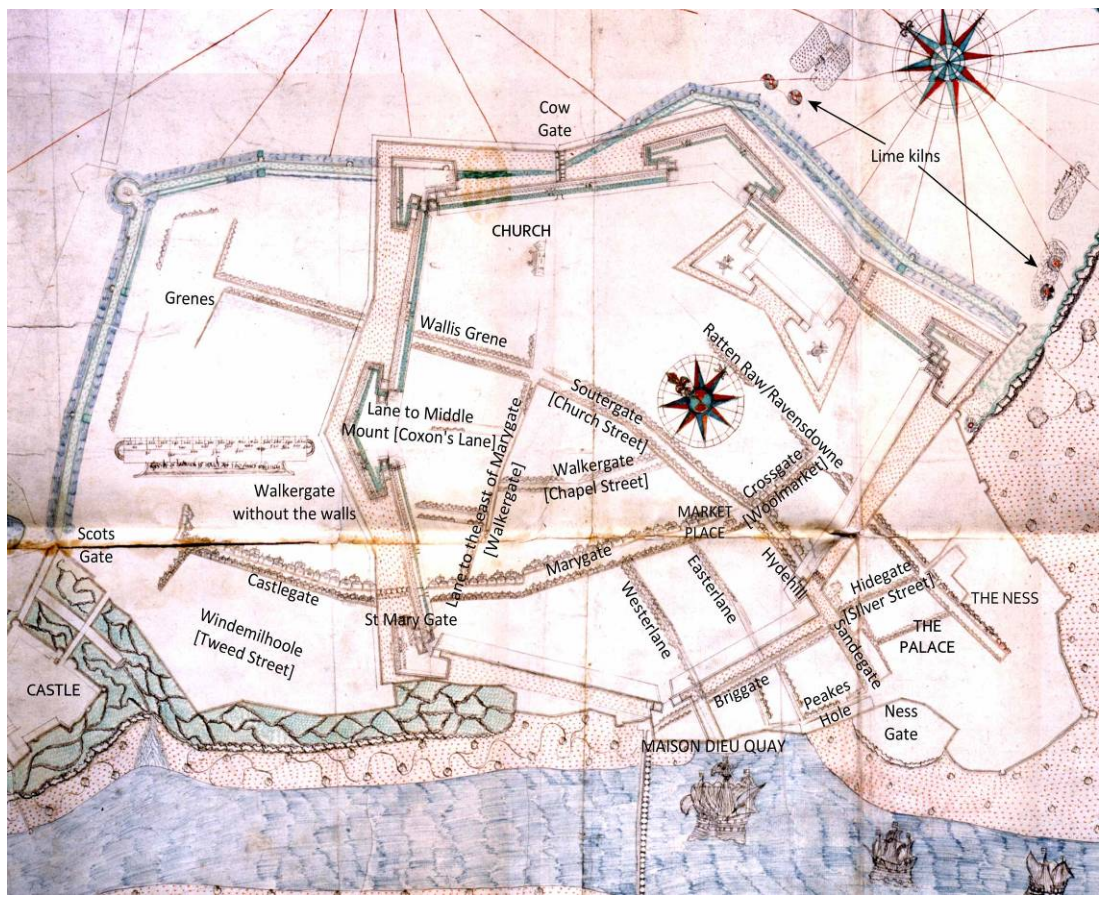 Cow
Gate
Lime kilns
CHURCH
Grenes
Wallis Grene
Ratten Raw/Ravensdowne
Soutergate
[Church Street]
Lane to Middle
Mount [Coxon's Lane]
Lane to the east of Marygate
[Walkergate]
Walkergate
[Chapel Street]
Crossgate
[Woolmarket]
Walkergate
without the walls
MARKET
PLACE
Scots
Gate
Castlegate
Marygate
Hydehill
Hidegate
[Silver Street]
Westerlane
Easterlane
THE NESS
St Mary Gate
Windemilhoole
[Tweed Street]
THE
PALACE
Sandegate
CASTLE
Briggate
Peakes
Hole
Ness
Gate
MAISON DIEU QUAY